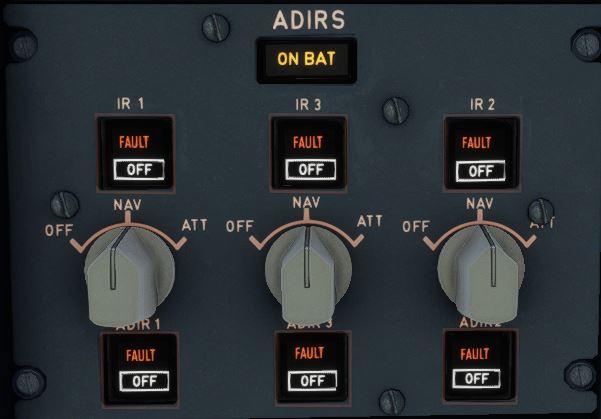 ADIRS
ON BAT
IR 1 IR 3 IR 2
FAULT FAULT FAULT
OFF OFF OFF
OFF NAV ATT OFF NAV ATT OFF NAV ATT
ADIR 1 ADIR 3 ADIR 2
FAULT FAULT FAULT
OFF OFF OFF